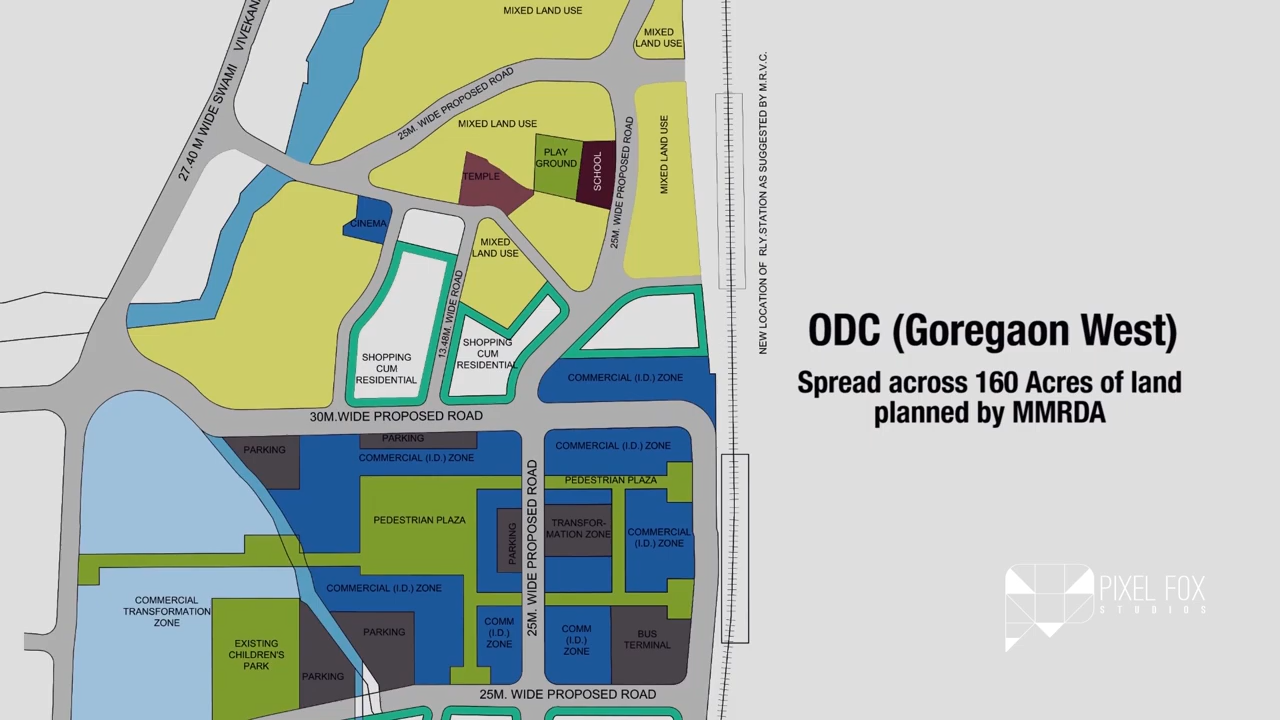 MIXED LAND USE
MIXED
LAND USE
27.40 M WIDE SWAMI
25M. WIDE PROPOSED ROAD
MIXED LAND USE
PLAY
GROUND
SCHOOL
TEMPLE
25M. WIDE PROPOSED ROAD
MIXED LAND USE
CINEMA
MIXED
LAND USE
13.48M. WIDE ROAD
SHOPPING
CUM
RESIDENTIAL
SHOPPING
CUM
RESIDENTIAL
NEW LOCATION OF RLY.STATION AS SUGGESTED BY M.R.V.C.
COMMERCIAL (I.D.) ZONE
30M.WIDE PROPOSED ROAD
PARKING
PARKING
COMMERCIAL (I.D.) ZONE
COMMERCIAL (I.D.) ZONE
PEDESTRIAN PLAZA
PEDESTRIAN PLAZA
PARKING
25M. WIDE PROPOSED ROAD
TRANSFOR-
MATION ZONE
COMMERCIAL
(I.D.) ZONE
COMMERCIAL (I.D.) ZONE
COMMERCIAL
TRANSFORMATION
ZONE
EXISTING
CHILDREN'S
PARK
PARKING
PARKING
COMM
(I.D.)
ZONE
COMM
(I.D.)
ZONE
BUS
TERMINAL
25M. WIDE PROPOSED ROAD
ODC (Goregaon West)
Spread across 160 Acres of land
planned by MMRDA
PIXEL FOX
STUDIOS